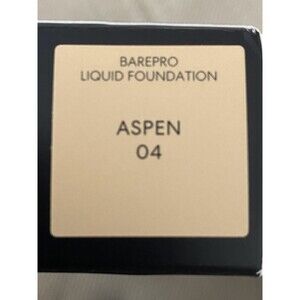 BAREPRO
LIQUID FOUNDATION
ASPEN
04